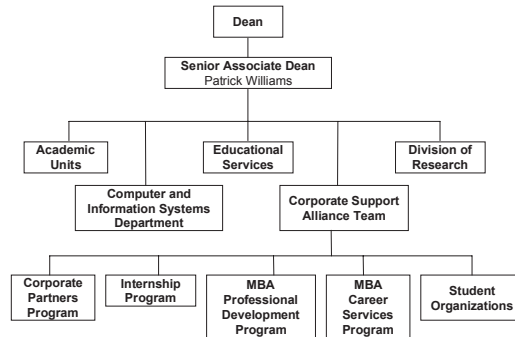 Dean
Senior Associate Dean
Patrick Williams
Academic
Units
Educational
Services
Division of
Research
Computer and
Information Systems
Department
Corporate Support
Alliance Team
Corporate
Partners
Program
Internship
Program
MBA
Professional
Development
Program
MBA
Career
Services
Program
Student
Organizations